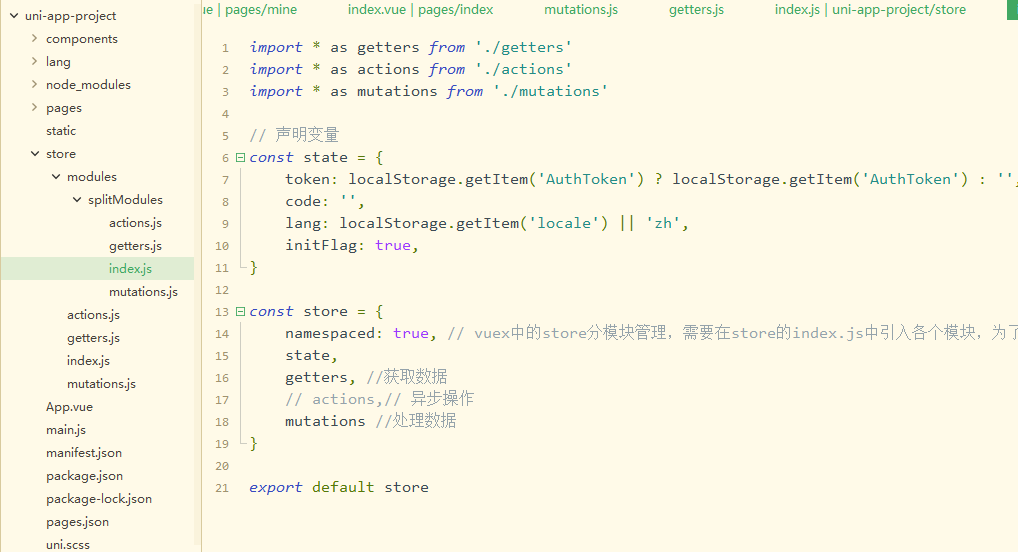 uni-app-project
components
lang
node_modules
pages
static
store
modules
splitModules
actions.js
getters.js
index.js
mutations.js
actions.js
getters.js
index.js
mutations.js
App.vue
main.js
manifest.json
package.json
package-lock.json
pages.json
uni.scss
ue | pages/mine index.vue | pages/index mutations.js getters.js index.js | uni-app-project/store
1 import * as getters from './getters'
2 import * as actions from './actions'
3 import * as mutations from './mutations'
4
5 // 声明变量
6 const state = {
7 token: localStorage.getItem('AuthToken') ? localStorage.getItem('AuthToken') : '',
8 code: '',
9 lang: localStorage.getItem('locale') || 'zh',
10 initFlag: true,
11 }
12
13 const store = {
14 namespaced: true, // vuex中的store分模块管理，需要在store的index.js中引入各个模块，为了
15 state,
16 getters, //获取数据
17 // actions,// 异步操作
18 mutations //处理数据
19 }
20
21 export default store